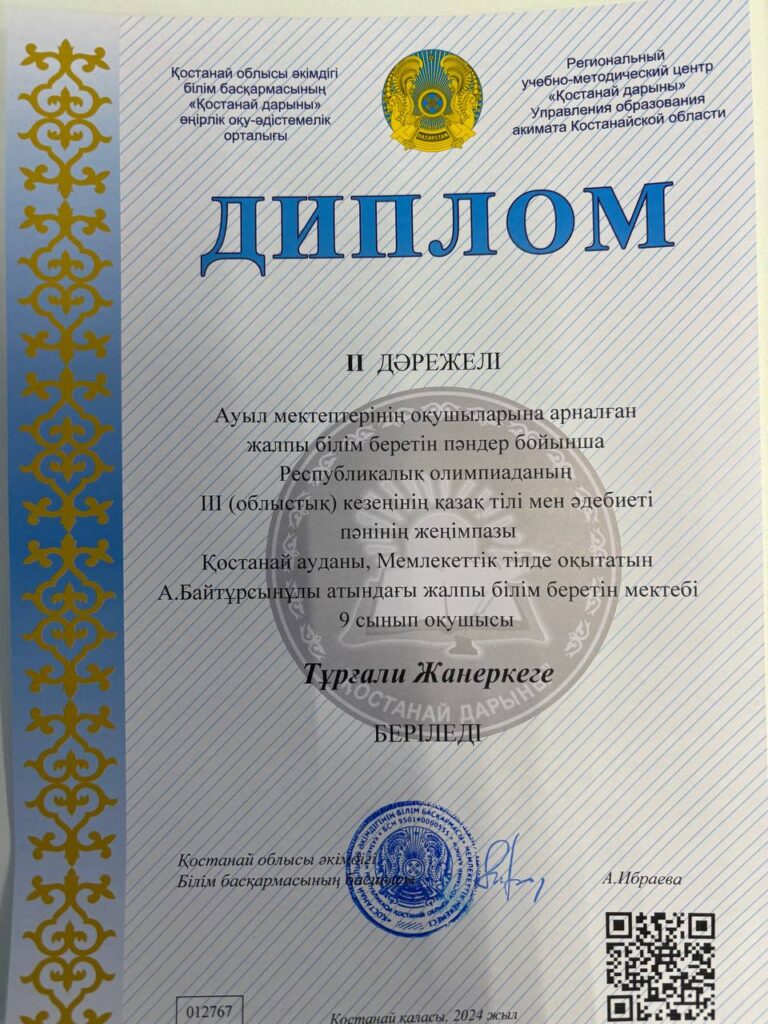 Қостанай облысы әкімдігі
білім басқармасының
«Қостанай дарыны»
өңірлік оқу-әдістемелік
орталығы
Региональный
учебно-методический центр
«Қостанай дарыны»
Управления образования
акимата Костанайской области
ДИПЛОМ
II ДӘРЕЖЕЛІ
Ауыл мектептерінің оқушыларына арналған
жалпы білім беретін пәндер бойынша
Республикалық олимпиаданың
III (облыстық) кезеңінің қазақ тілі мен әдебиеті
пәнінің жеңімпазы
Қостанай ауданы, Мемлекеттік тілде оқытатын
А.Байтұрсынұлы атындағы жалпы білім беретін мектебі
9 сынып оқушысы
Тұрғали Жанеркеге
ҚОСТАНАЙ ДАРЫНЫ
БЕРІЛЕДІ
Қостанай облысы әкімдігі
Білім басқармасының басшысы
А.Ибраева
012767
Қостанай қаласы, 2024 жыл